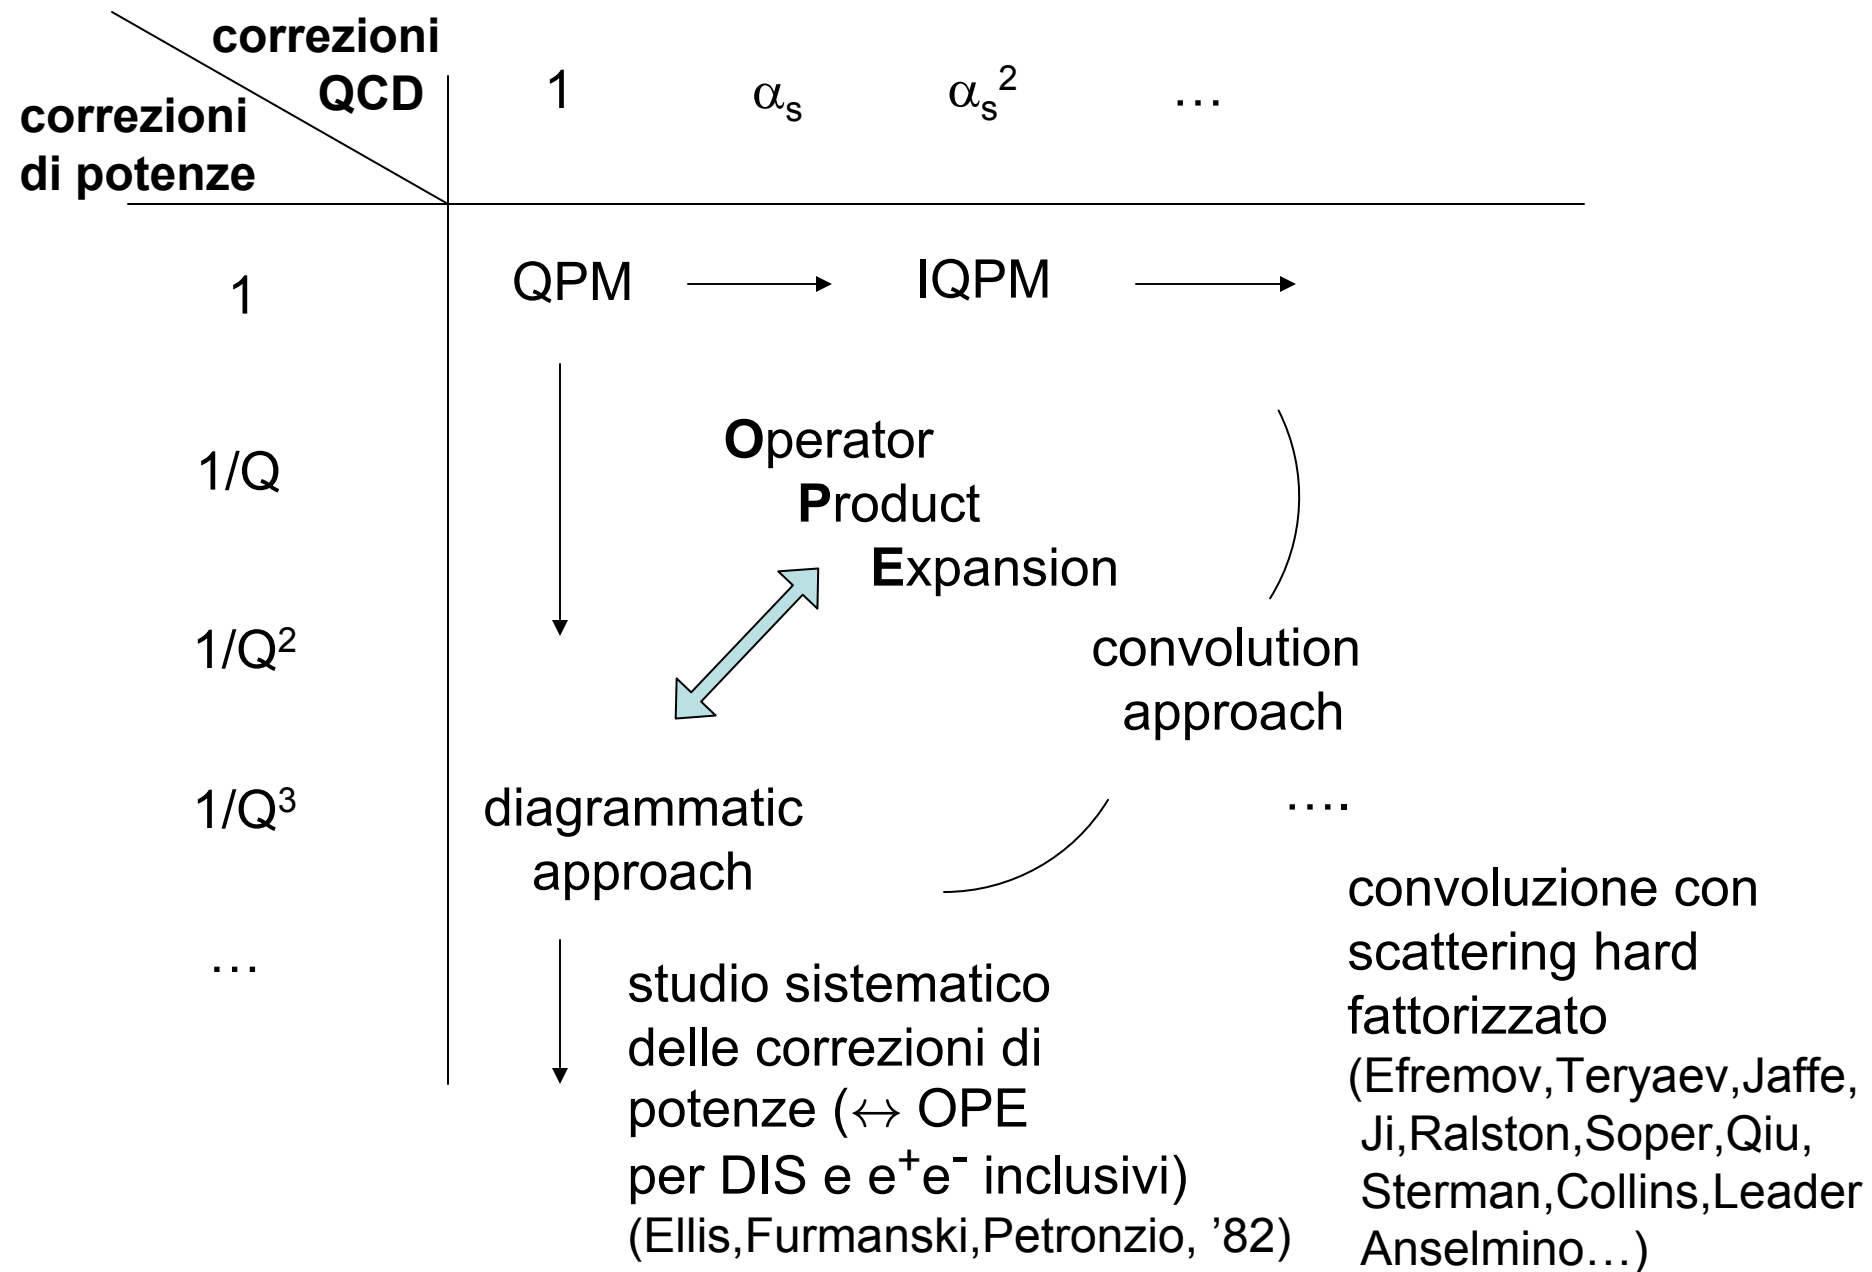 correzioni
QCD
correzioni
di potenze
1 αs αs² …
1 QPM IQPM
1/Q
Operator
Product
Expansion
1/Q²
convolution
approach
1/Q³
diagrammatic
approach
….
…
studio sistematico
delle correzioni di
potenze (↔ OPE
per DIS e e⁺e⁻ inclusivi)
(Ellis,Furmanski,Petronzio, ’82)
convoluzione con
scattering hard
fattorizzato
(Efremov,Teryaev,Jaffe,
Ji,Ralston,Soper,Qiu,
Sterman,Collins,Leader
Anselmino…)